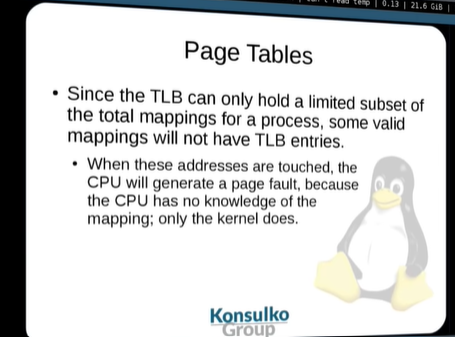 read temp | 0.13 | 21.6 GiB |
Page Tables
• Since the TLB can only hold a limited subset of
the total mappings for a process, some valid
mappings will not have TLB entries.
• When these addresses are touched, the
CPU will generate a page fault, because
the CPU has no knowledge of the
mapping; only the kernel does.
Konsulko
Group